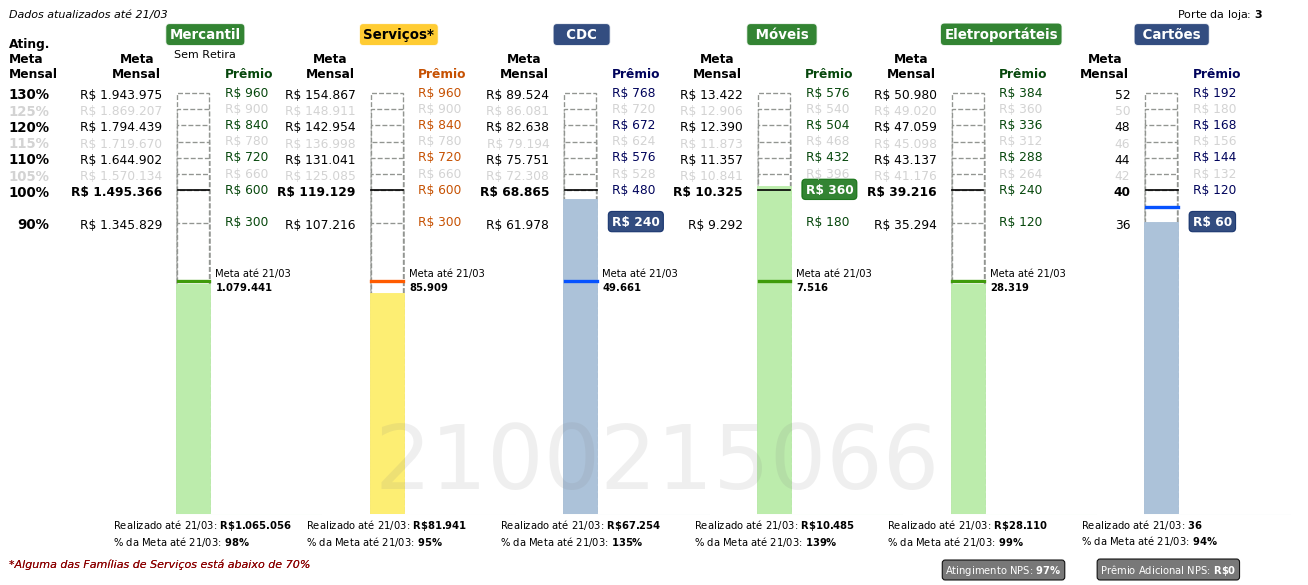 Dados atualizados até 21/03 Porte da loja: 3
Mercantil Serviços* CDC Móveis Eletroportáteis Cartões
Sem Retira
Ating. Meta Mensal Meta Mensal Prêmio Meta Mensal Prêmio Meta Mensal Prêmio Meta Mensal Prêmio Meta Mensal Prêmio Meta Mensal Prêmio
130% R$ 1.943.975 R$ 960 R$ 154.867 R$ 960 R$ 89.524 R$ 768 R$ 13.422 R$ 576 R$ 50.980 R$ 384 52 R$ 192
125% R$ 1.869.207 R$ 900 R$ 148.911 R$ 900 R$ 86.081 R$ 720 R$ 12.906 R$ 540 R$ 49.020 R$ 360 50 R$ 180
120% R$ 1.794.439 R$ 840 R$ 142.954 R$ 840 R$ 82.638 R$ 672 R$ 12.390 R$ 504 R$ 47.059 R$ 336 48 R$ 168
115% R$ 1.719.670 R$ 780 R$ 136.998 R$ 780 R$ 79.194 R$ 624 R$ 11.873 R$ 468 R$ 45.098 R$ 312 46 R$ 156
110% R$ 1.644.902 R$ 720 R$ 131.041 R$ 720 R$ 75.751 R$ 576 R$ 11.357 R$ 432 R$ 43.137 R$ 288 44 R$ 144
105% R$ 1.570.134 R$ 660 R$ 125.085 R$ 660 R$ 72.308 R$ 528 R$ 10.841 R$ 396 R$ 41.176 R$ 264 42 R$ 132
100% R$ 1.495.366 R$ 600 R$ 119.129 R$ 600 R$ 68.865 R$ 480 R$ 10.325 R$ 360 R$ 39.216 R$ 240 40 R$ 120
90% R$ 1.345.829 R$ 300 R$ 107.216 R$ 300 R$ 61.978 R$ 240 R$ 9.292 R$ 180 R$ 35.294 R$ 120 36 R$ 60
Meta até 21/03 Meta até 21/03 Meta até 21/03 Meta até 21/03 Meta até 21/03
1.079.441 85.909 49.661 7.516 28.319
2100215066
Realizado até 21/03: R$1.065.056 Realizado até 21/03: R$81.941 Realizado até 21/03: R$67.254 Realizado até 21/03: R$10.485 Realizado até 21/03: R$28.110 Realizado até 21/03: 36
% da Meta até 21/03: 98% % da Meta até 21/03: 95% % da Meta até 21/03: 135% % da Meta até 21/03: 139% % da Meta até 21/03: 99% % da Meta até 21/03: 94%
*Alguma das Famílias de Serviços está abaixo de 70% Atingimento NPS: 97% Prêmio Adicional NPS: R$0